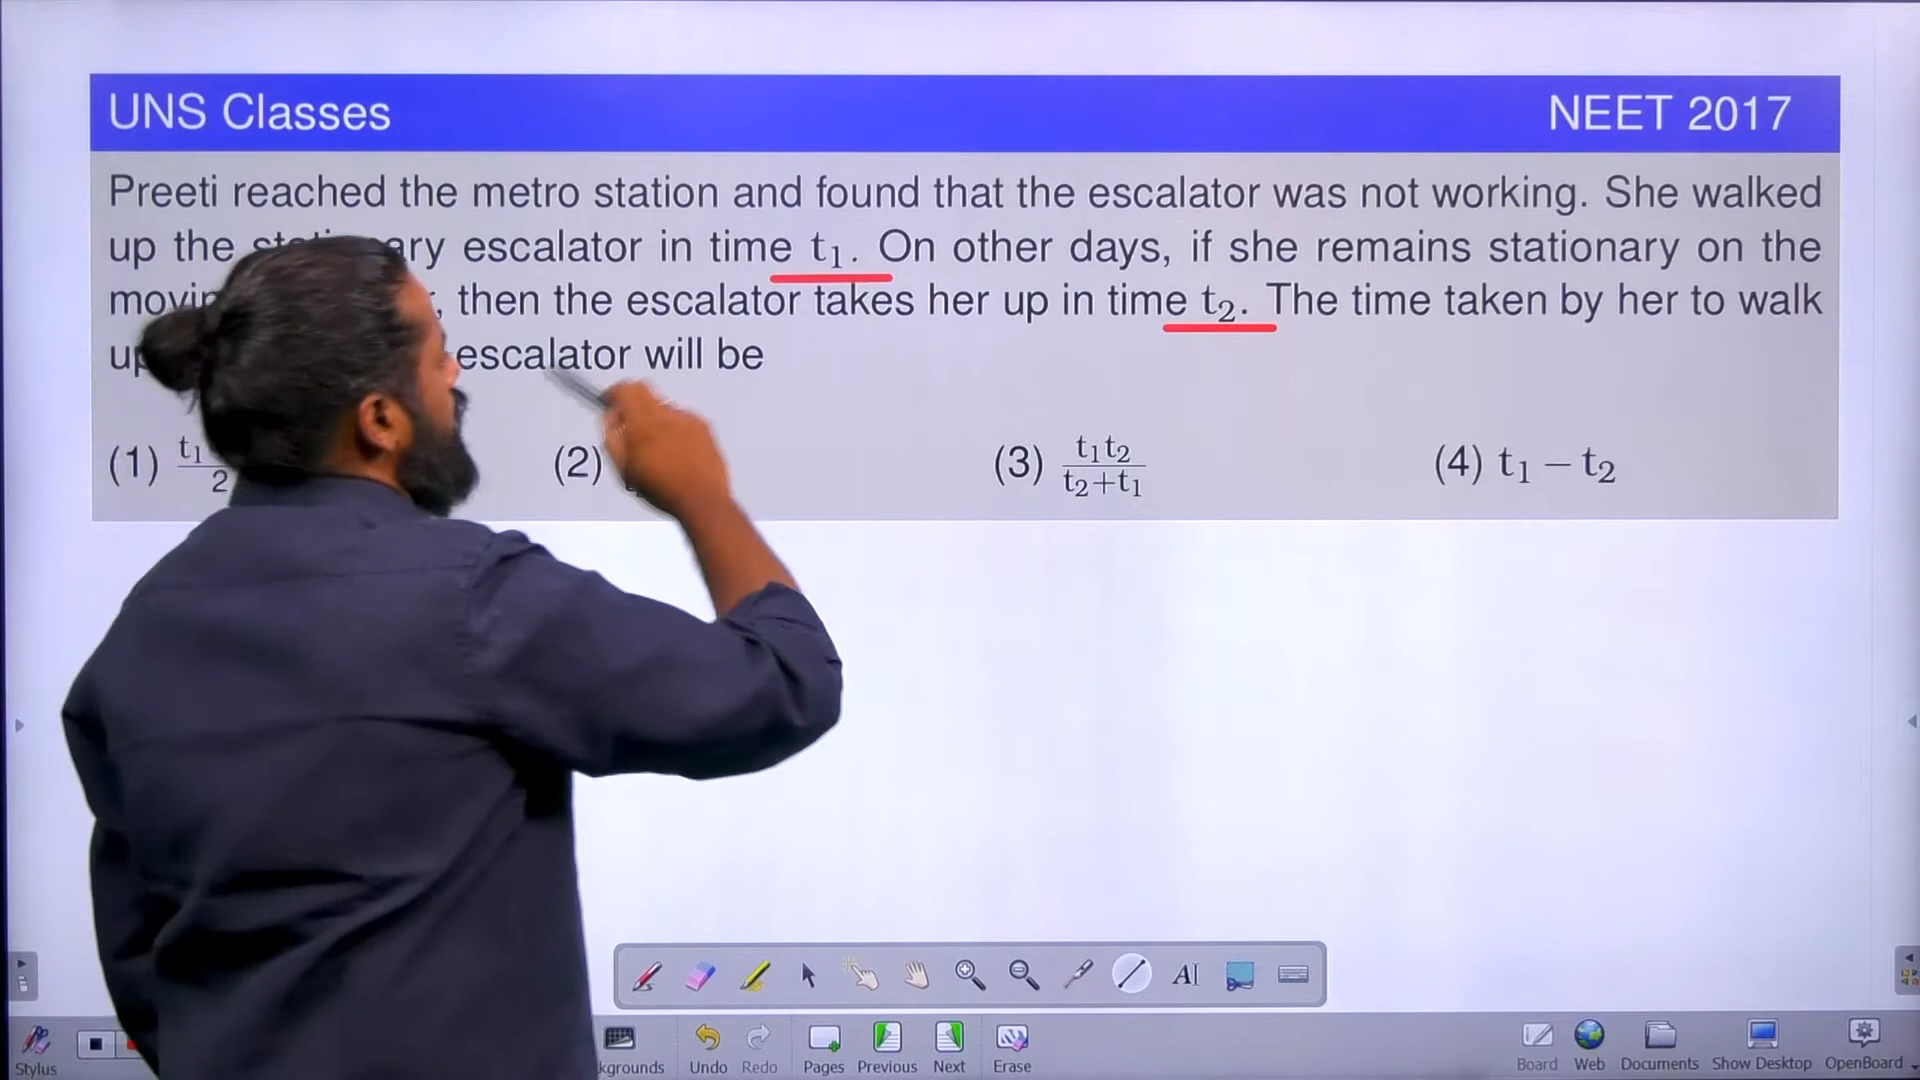 UNS Classes
NEET 2017
Preeti reached the metro station and found that the escalator was not working. She walked
up the escalator in time t₁. On other days, if she remains stationary on the
then the escalator takes her up in time t₂. The time taken by her to walk
escalator will be
(1) t₁ 2
(2)
(3) t₁t₂/t₂+t₁
(4) t₁ − t₂
AI
Stylus
Undo
Redo
Pages
Previous
Next
Erase
Board
Web
Documents
Show Desktop
OpenBoard